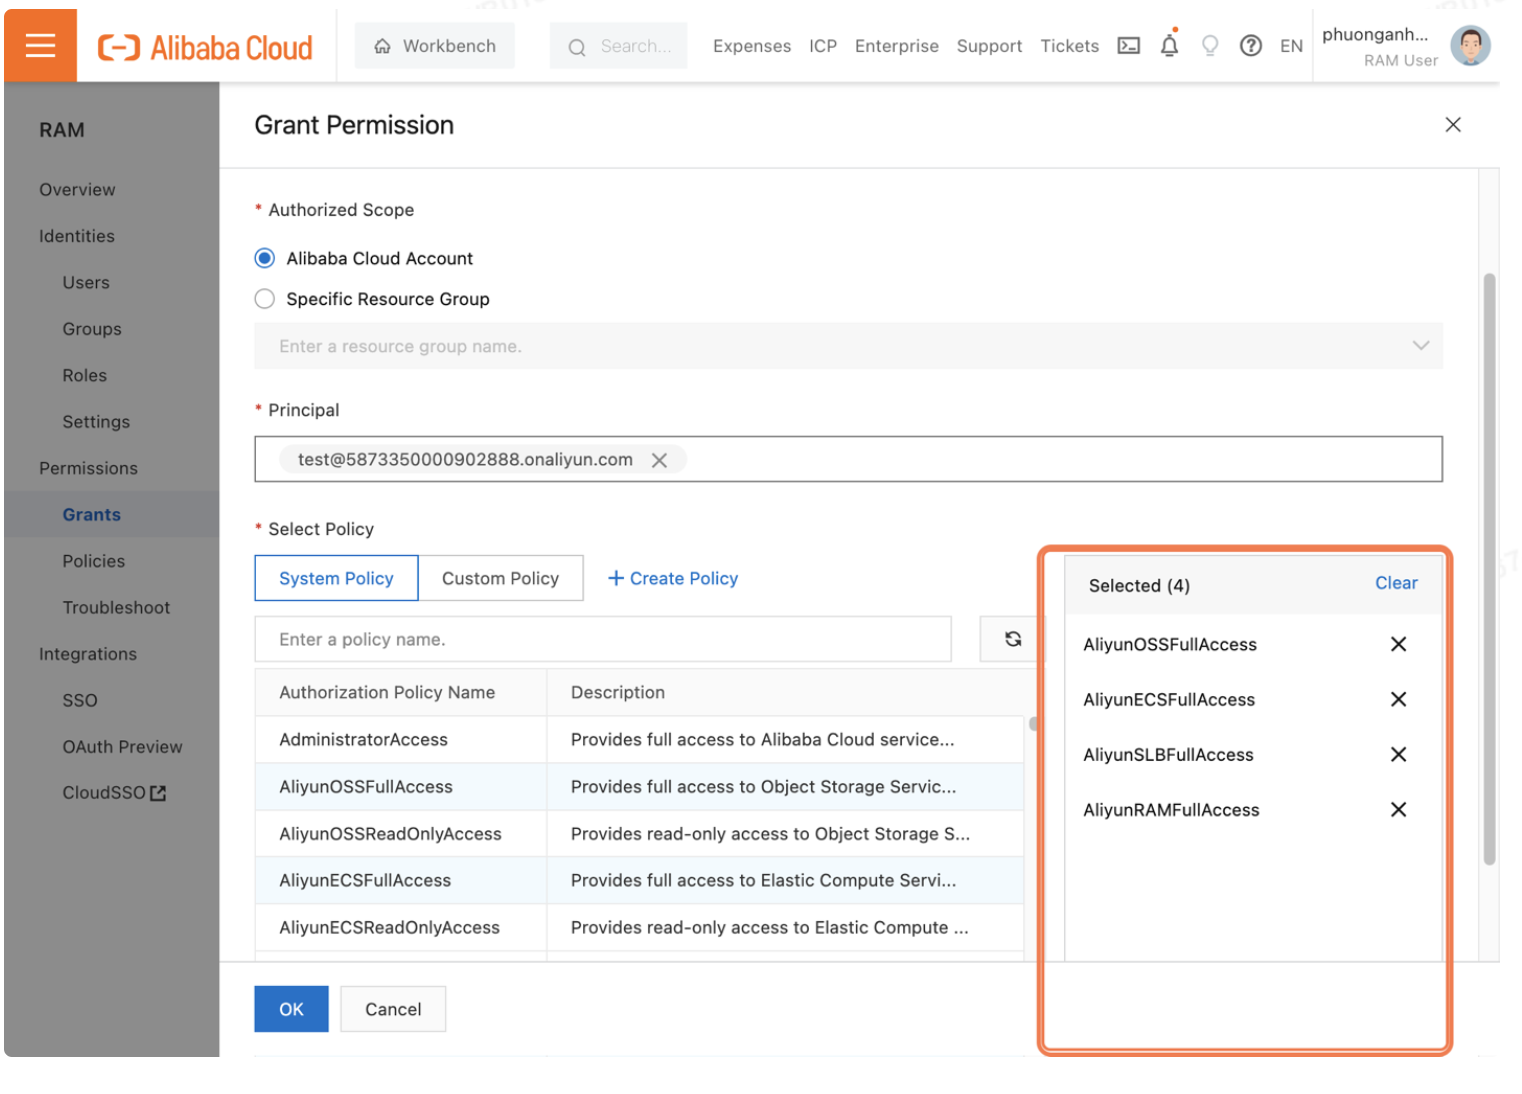 Alibaba Cloud
Workbench
Search...
Expenses ICP Enterprise Support Tickets EN
phuonganh...
RAM User
RAM
Overview
Identities
Users
Groups
Roles
Settings
Permissions
Grants
Policies
Troubleshoot
Integrations
SSO
OAuth Preview
CloudSSO
Grant Permission
* Authorized Scope
Alibaba Cloud Account
Specific Resource Group
Enter a resource group name.
* Principal
test@5873350000902888.onaliyun.com
* Select Policy
System Policy Custom Policy + Create Policy
Enter a policy name.
Authorization Policy Name Description
AdministratorAccess Provides full access to Alibaba Cloud service...
AliyunOSSFullAccess Provides full access to Object Storage Servic...
AliyunOSSReadOnlyAccess Provides read-only access to Object Storage S...
AliyunECSFullAccess Provides full access to Elastic Compute Servi...
AliyunECSReadOnlyAccess Provides read-only access to Elastic Compute ...
Selected (4) Clear
AliyunOSSFullAccess
AliyunECSFullAccess
AliyunSLBFullAccess
AliyunRAMFullAccess
OK Cancel